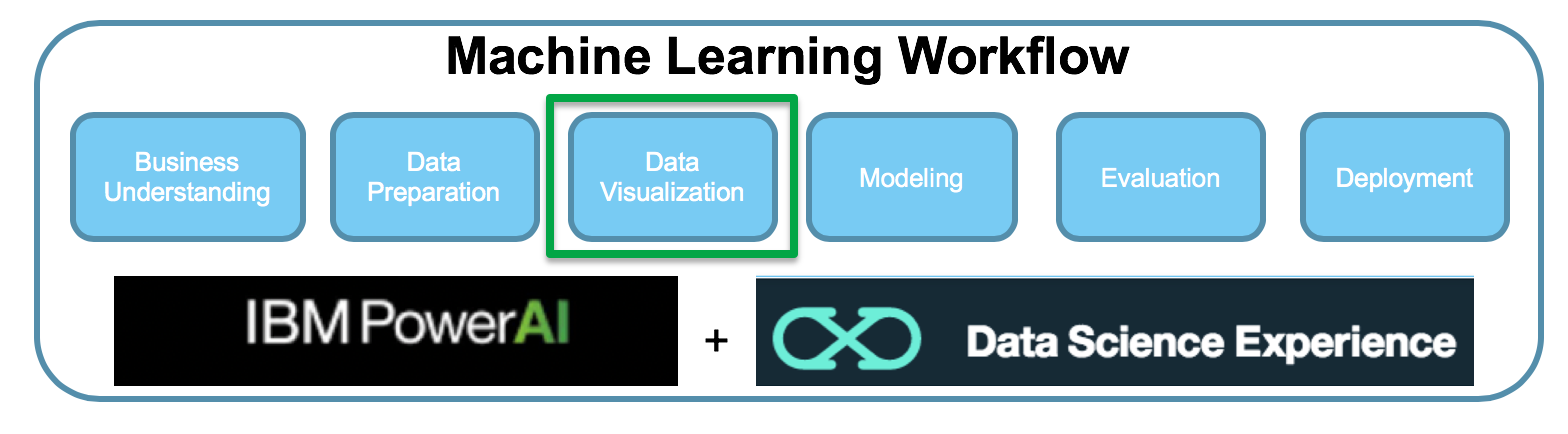 Machine Learning Workflow
Business
Understanding
Data
Preparation
Data
Visualization
Modeling
Evaluation
Deployment
IBM PowerAI
+
Data Science Experience